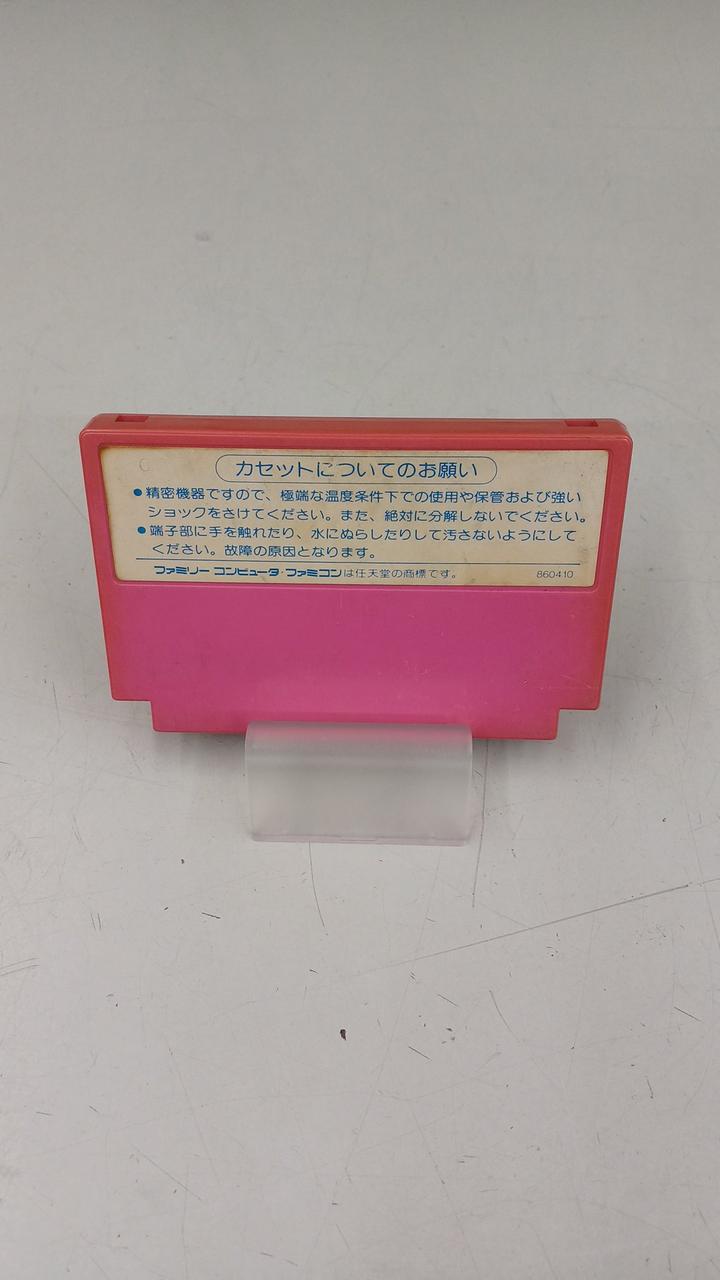 カセットについてのお願い
●精密機器ですので、極端な温度条件下での使用や保管および強い
ショックをさけてください。また、絶対に分解しないでください。
●端子部に手を触れたり、水にぬらしたりして汚さないようにして
ください。故障の原因となります。
ファミリー コンピュータ・ファミコンは任天堂の商標です。 860410